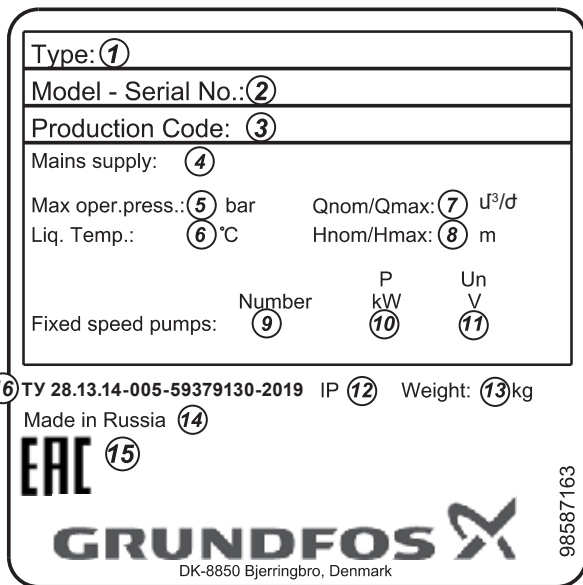 Type: 1
Model - Serial No.: 2
Production Code: 3
Mains supply: 4
Max oper.press.: 5 bar Qnom/Qmax: 7 մ³/ժ
Liq. Temp.: 6 °C Hnom/Hmax: 8 m
P Un
Number kW V
Fixed speed pumps: 9 10 11
16 ТУ 28.13.14-005-59379130-2019 IP 12 Weight: 13 kg
Made in Russia 14
EAC 15
GRUNDFOS X
DK-8850 Bjerringbro, Denmark
98587163